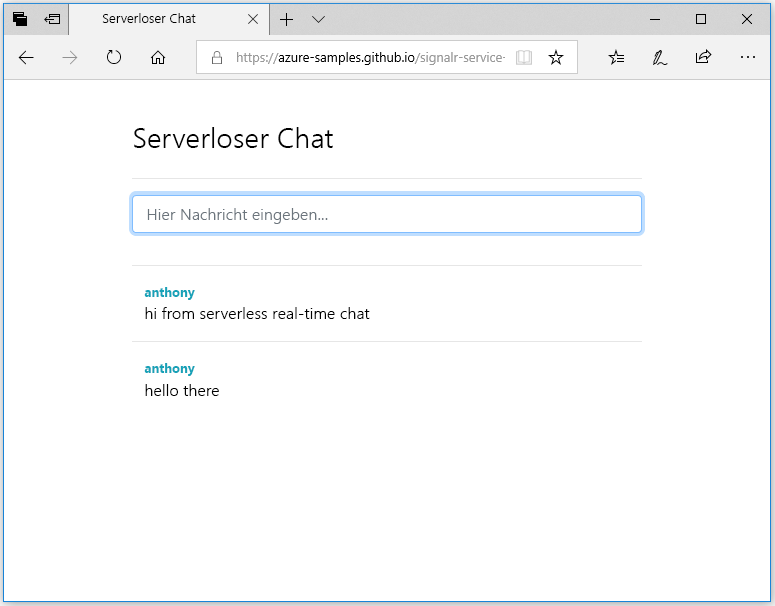 Serverloser Chat
https://azure-samples.github.io/signalr-service-
Serverloser Chat
Hier Nachricht eingeben...
anthony
hi from serverless real-time chat
anthony
hello there